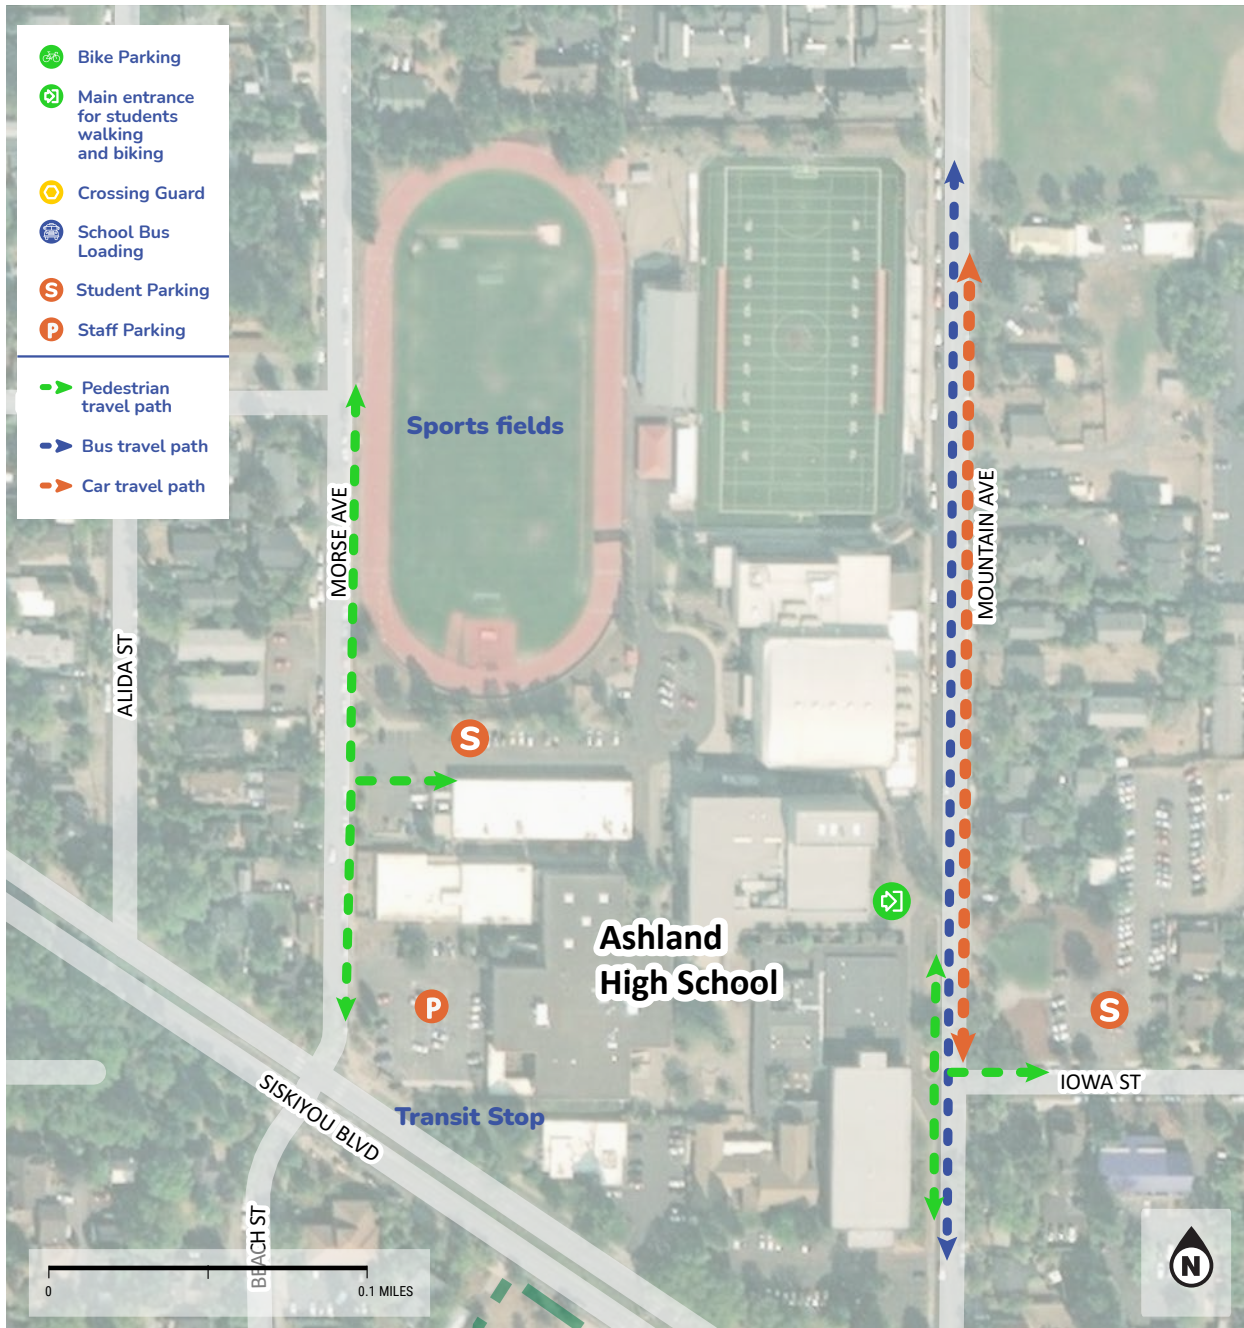 Bike Parking
Main entrance
for students
walking
and biking
Crossing Guard
School Bus
Loading
S Student Parking
P Staff Parking
Pedestrian
travel path
Bus travel path
Car travel path
Sports fields
MORSE AVE
MOUNTAIN AVE
ALIDA ST
S
Ashland
High School
P
S
IOWA ST
SISKIYOU BLVD
Transit Stop
BEACH ST
0
0.1 MILES
N